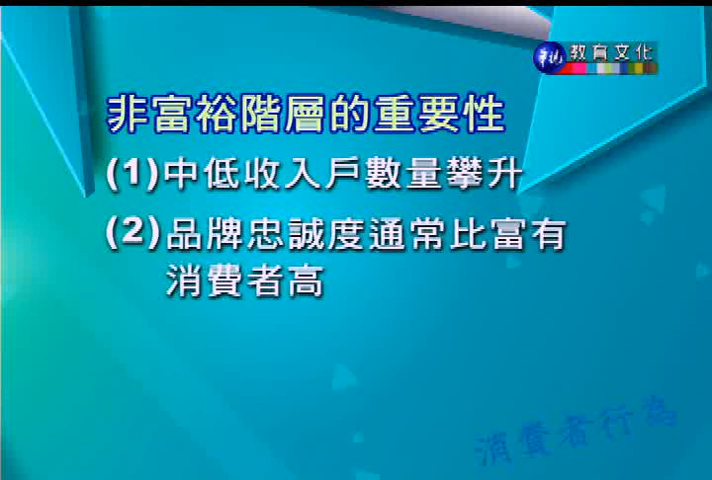 華視 教育文化
非富裕階層的重要性
(1)中低收入戶數量攀升
(2)品牌忠誠度通常比富有
消費者高
消費者行為